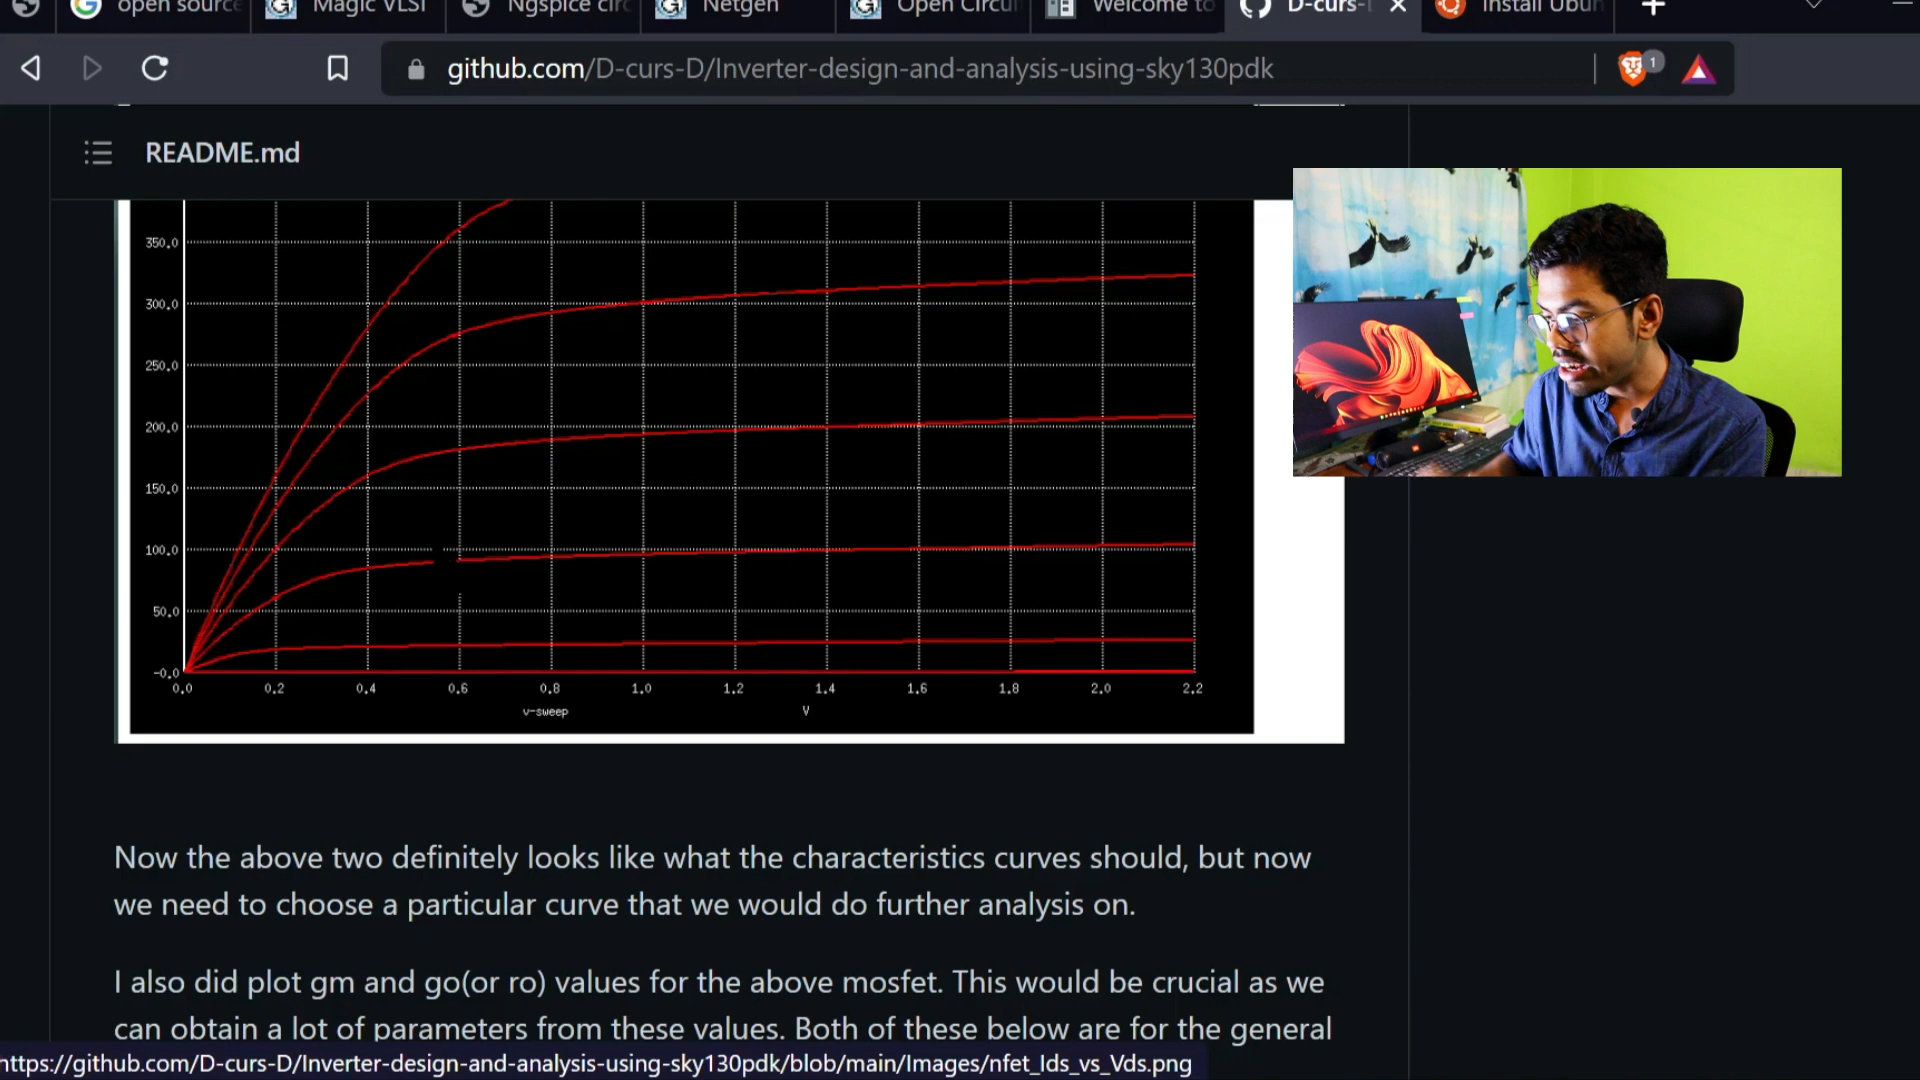 open source
Magic VLSI
Ngspice circ
Netgen
Open Circui
Welcome to
D-curs-
Install Ubun
github.com/D-curs-D/Inverter-design-and-analysis-using-sky130pdk
1
README.md
350.0
300.0
250.0
200.0
150.0
100.0
50.0
-0.0
0.0 0.2 0.4 0.6 0.8 1.0 1.2 1.4 1.6 1.8 2.0 2.2
v-sweep V
Now the above two definitely looks like what the characteristics curves should, but now
we need to choose a particular curve that we would do further analysis on.
I also did plot gm and go(or ro) values for the above mosfet. This would be crucial as we
can obtain a lot of parameters from these values. Both of these below are for the general
https://github.com/D-curs-D/Inverter-design-and-analysis-using-sky130pdk/blob/main/Images/nfet_Ids_vs_Vds.png